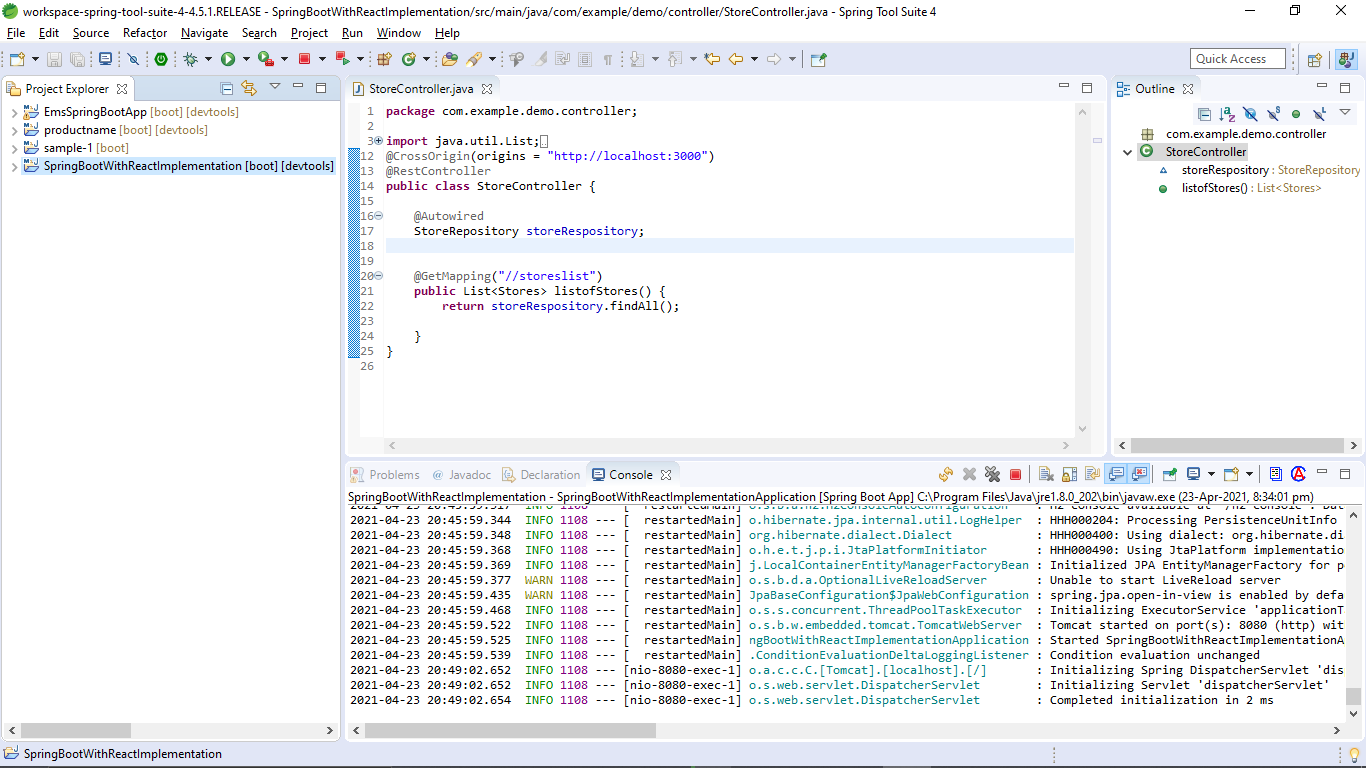 workspace-spring-tool-suite-4-4.5.1.RELEASE - SpringBootWithReactImplementation/src/main/java/com/example/demo/controller/StoreController.java - Spring Tool Suite 4
File Edit Source Refactor Navigate Search Project Run Window Help
Quick Access
Project Explorer
EmsSpringBootApp [boot] [devtools]
productname [boot] [devtools]
sample-1 [boot]
SpringBootWithReactImplementation [boot] [devtools]
StoreController.java
1 package com.example.demo.controller;
2
3 import java.util.List;
12 @CrossOrigin(origins = "http://localhost:3000")
13 @RestController
14 public class StoreController {
15
16 @Autowired
17 StoreRepository storeRespository;
18
19
20 @GetMapping("//storeslist")
21 public List<Stores> listofStores() {
22 return storeRespository.findAll();
23
24 }
25 }
26
Outline
com.example.demo.controller
StoreController
storeRespository : StoreRepository
listofStores() : List<Stores>
Problems @ Javadoc Declaration Console
SpringBootWithReactImplementation - SpringBootWithReactImplementationApplication [Spring Boot App] C:\Program Files\Java\jre1.8.0_202\bin\javaw.exe (23-Apr-2021, 8:34:01 pm)
2021-04-23 20:45:59.344 INFO 1108 --- [ restartedMain] o.hibernate.jpa.internal.util.LogHelper : HHH000204: Processing PersistenceUnitInfo
2021-04-23 20:45:59.348 INFO 1108 --- [ restartedMain] org.hibernate.dialect.Dialect : HHH000400: Using dialect: org.hibernate.di
2021-04-23 20:45:59.368 INFO 1108 --- [ restartedMain] o.h.e.t.j.p.i.JtaPlatformInitiator : HHH000490: Using JtaPlatform implementatio
2021-04-23 20:45:59.369 INFO 1108 --- [ restartedMain] j.LocalContainerEntityManagerFactoryBean : Initialized JPA EntityManagerFactory for p
2021-04-23 20:45:59.377 WARN 1108 --- [ restartedMain] o.s.b.d.a.OptionalLiveReloadServer : Unable to start LiveReload server
2021-04-23 20:45:59.435 WARN 1108 --- [ restartedMain] JpaBaseConfiguration$JpaWebConfiguration : spring.jpa.open-in-view is enabled by defa
2021-04-23 20:45:59.468 INFO 1108 --- [ restartedMain] o.s.s.concurrent.ThreadPoolTaskExecutor : Initializing ExecutorService 'applicationT
2021-04-23 20:45:59.522 INFO 1108 --- [ restartedMain] o.s.b.w.embedded.tomcat.TomcatWebServer : Tomcat started on port(s): 8080 (http) wit
2021-04-23 20:45:59.525 INFO 1108 --- [ restartedMain] ngBootWithReactImplementationApplication : Started SpringBootWithReactImplementationA
2021-04-23 20:45:59.539 INFO 1108 --- [ restartedMain] .ConditionEvaluationDeltaLoggingListener : Condition evaluation unchanged
2021-04-23 20:49:02.652 INFO 1108 --- [nio-8080-exec-1] o.a.c.c.C.[Tomcat].[localhost].[/] : Initializing Spring DispatcherServlet 'dis
2021-04-23 20:49:02.652 INFO 1108 --- [nio-8080-exec-1] o.s.web.servlet.DispatcherServlet : Initializing Servlet 'dispatcherServlet'
2021-04-23 20:49:02.654 INFO 1108 --- [nio-8080-exec-1] o.s.web.servlet.DispatcherServlet : Completed initialization in 2 ms
SpringBootWithReactImplementation